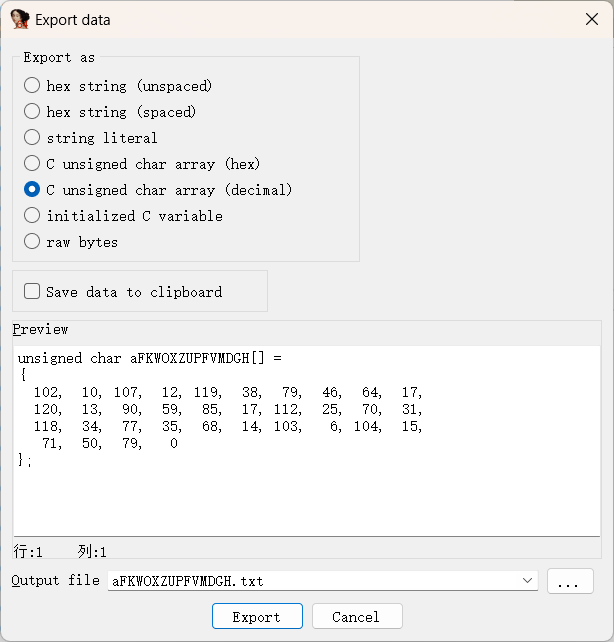 Export data
Export as
hex string (unspaced)
hex string (spaced)
string literal
C unsigned char array (hex)
C unsigned char array (decimal)
initialized C variable
raw bytes
Save data to clipboard
Preview
unsigned char aFKWOXZUPFVMDGH[] =
{
102, 10, 107, 12, 119, 38, 79, 46, 64, 17,
120, 13, 90, 59, 85, 17, 112, 25, 70, 31,
118, 34, 77, 35, 68, 14, 103, 6, 104, 15,
71, 50, 79, 0
};
行:1 列:1
Output file aFKWOXZUPFVMDGH.txt ...
Export Cancel